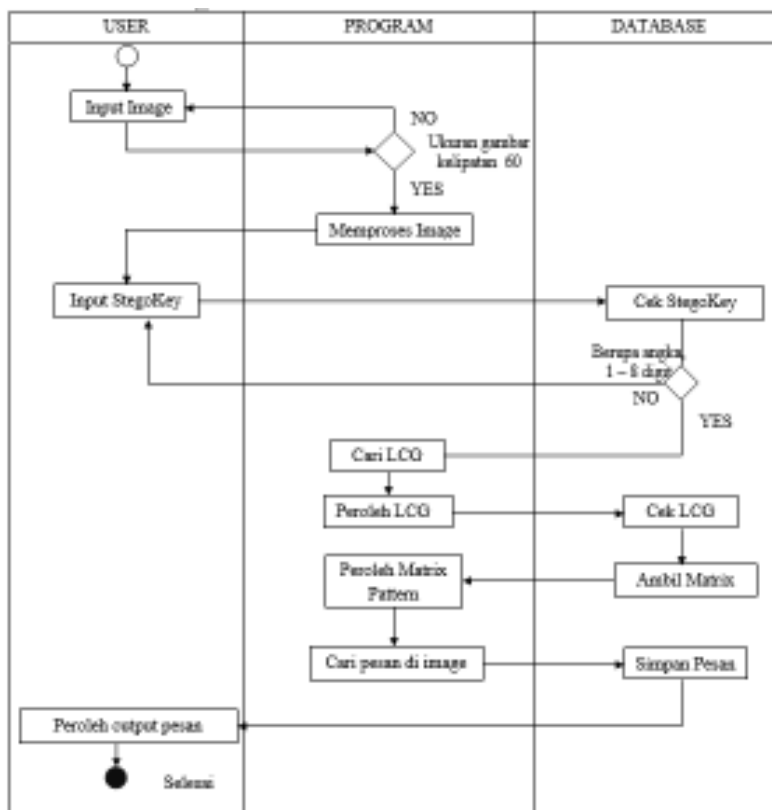 USER
PROGRAM
DATABASE
Input Image
NO
Ukuran gambar
kelipatan 60
YES
Memproses Image
Input StegoKey
Cek StegoKey
Berupa angka
1 – 8 digit
NO
YES
Cari LCG
Peroleh LCG
Cek LCG
Peroleh Matrix
Pattern
Ambil Matrix
Cari pesan di image
Simpan Pesan
Peroleh output pesan
Selesai